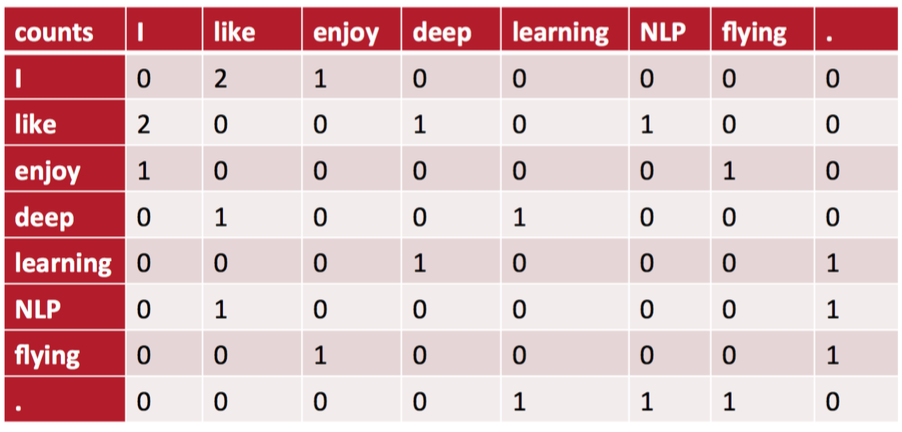 counts I like enjoy deep learning NLP flying .
I 0 2 1 0 0 0 0 0
like 2 0 0 1 0 1 0 0
enjoy 1 0 0 0 0 0 1 0
deep 0 1 0 0 1 0 0 0
learning 0 0 0 1 0 0 0 1
NLP 0 1 0 0 0 0 0 1
flying 0 0 1 0 0 0 0 1
. 0 0 0 0 1 1 1 0